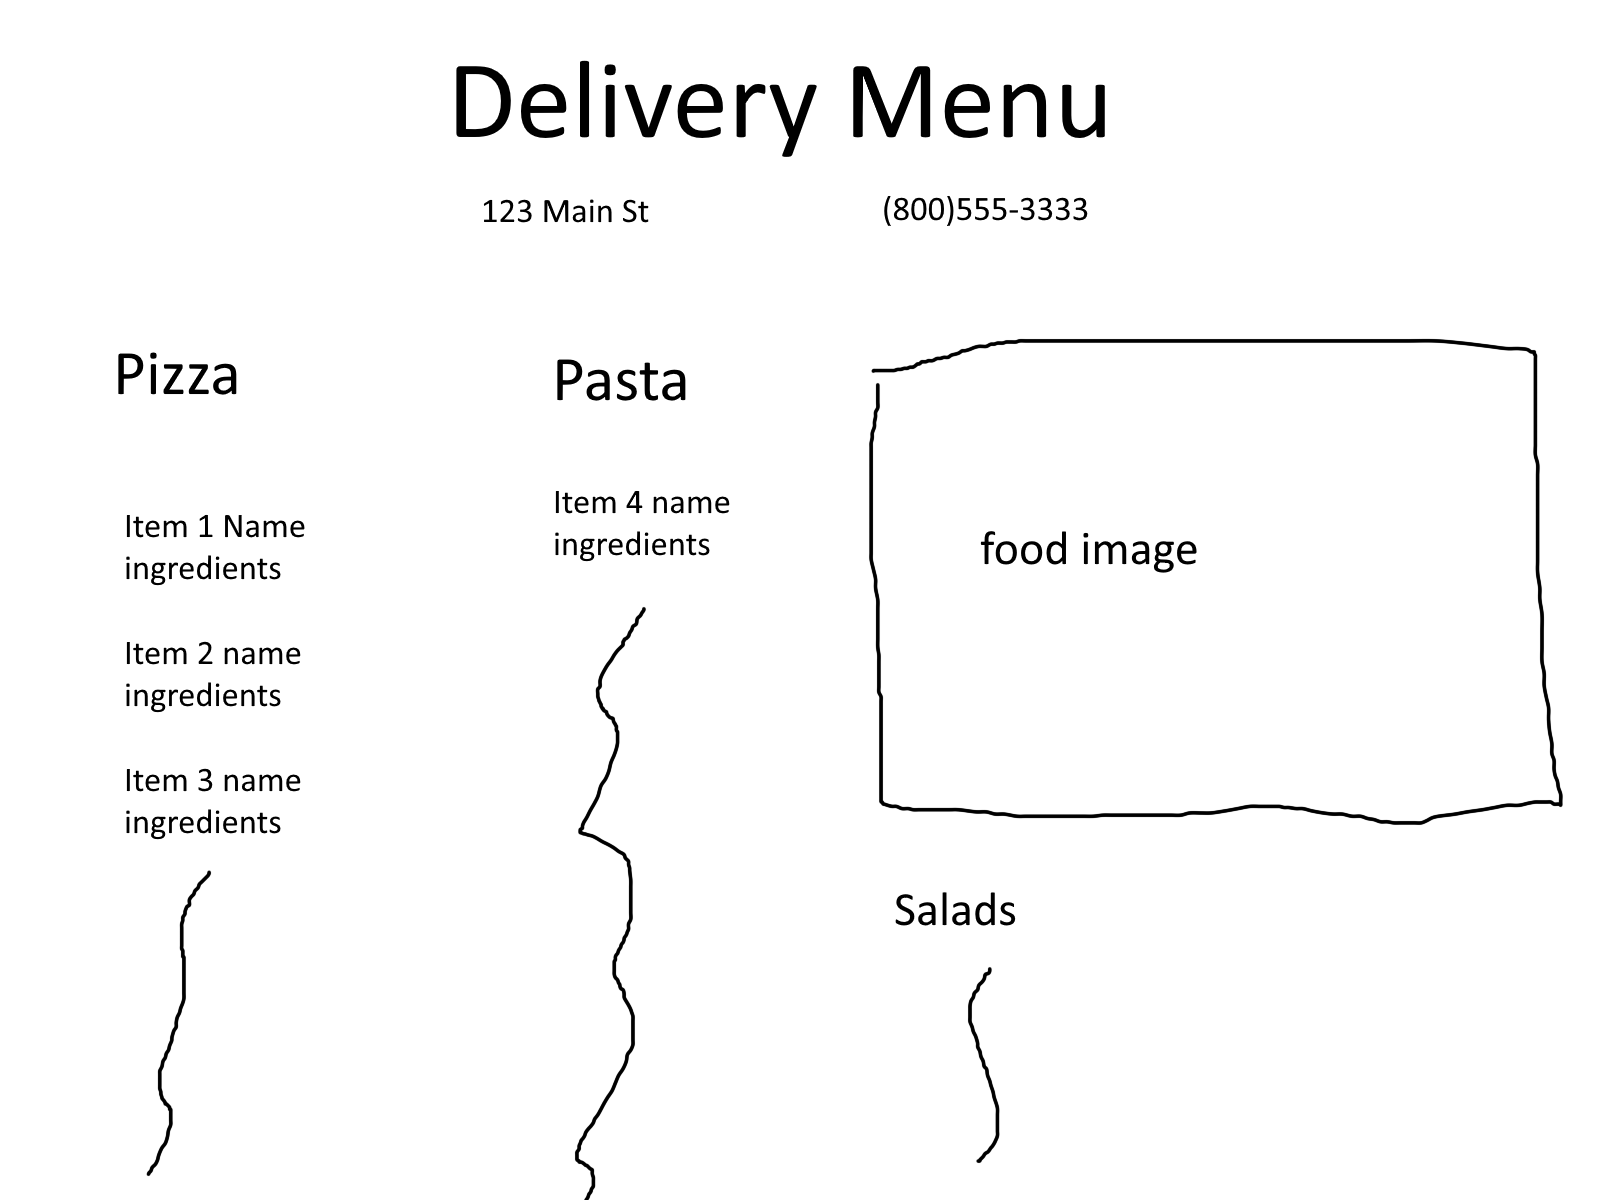 Delivery Menu
123 Main St
(800)555-3333
Pizza
Item 1 Name
ingredients
Item 2 name
ingredients
Item 3 name
ingredients
Pasta
Item 4 name
ingredients
food image
Salads